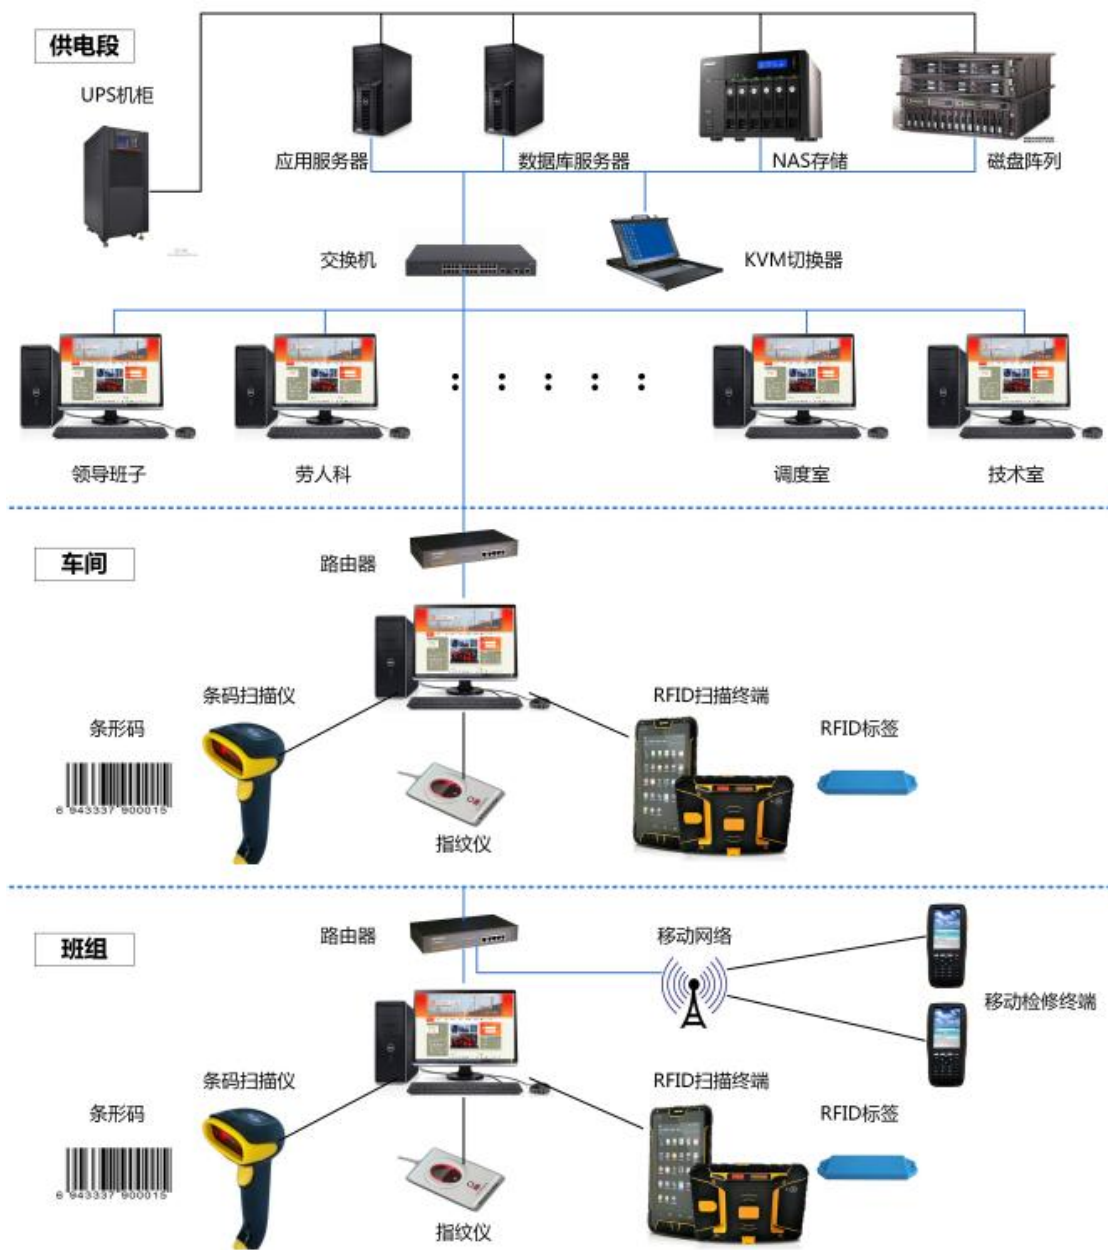 供电段
UPS机柜
应用服务器
数据库服务器
NAS存储
磁盘阵列
交换机
KVM切换器
领导班子
劳人科
调度室
技术室
车间
路由器
条码扫描仪
RFID扫描终端
条形码
RFID标签
6 943337 900015
指纹仪
班组
路由器
移动网络
移动检修终端
条码扫描仪
RFID扫描终端
条形码
RFID标签
6 943337 900015
指纹仪